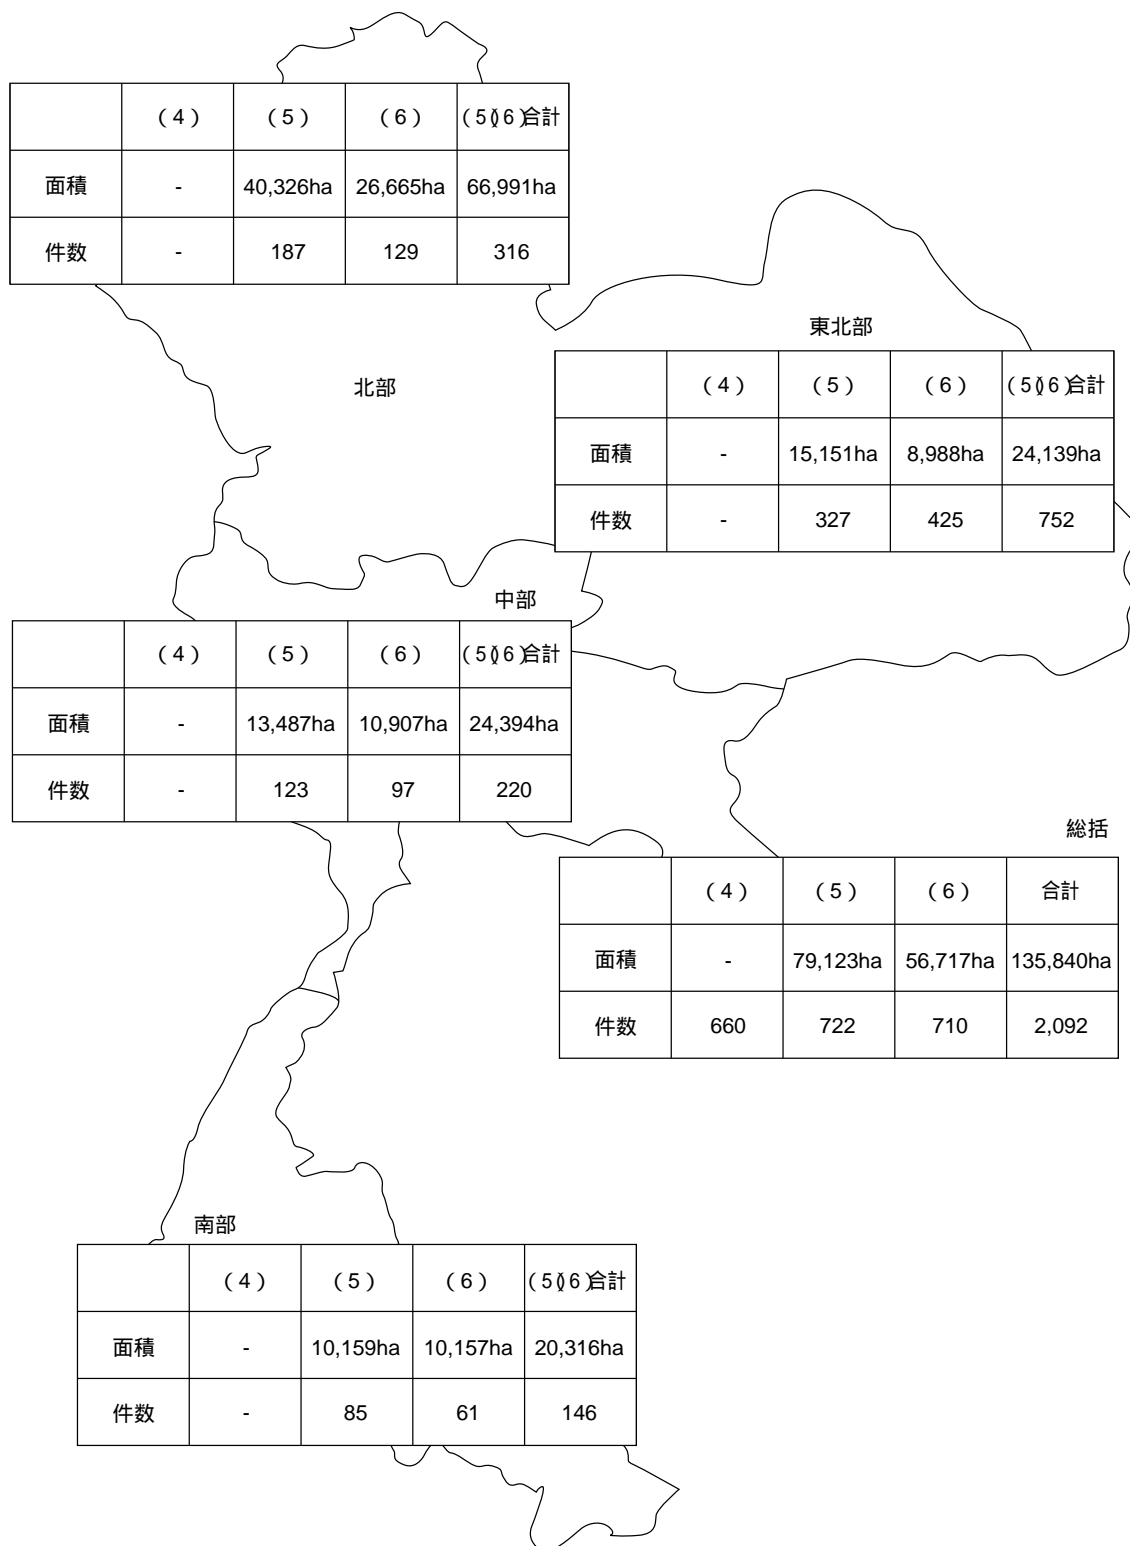 （4） （5） （6） （5）（6）合計
面積 - 40,326ha 26,665ha 66,991ha
件数 - 187 129 316
北部
東北部
（4） （5） （6） （5）（6）合計
面積 - 15,151ha 8,988ha 24,139ha
件数 - 327 425 752
中部
（4） （5） （6） （5）（6）合計
面積 - 13,487ha 10,907ha 24,394ha
件数 - 123 97 220
総括
（4） （5） （6） 合計
面積 - 79,123ha 56,717ha 135,840ha
件数 660 722 710 2,092
南部
（4） （5） （6） （5）（6）合計
面積 - 10,159ha 10,157ha 20,316ha
件数 - 85 61 146